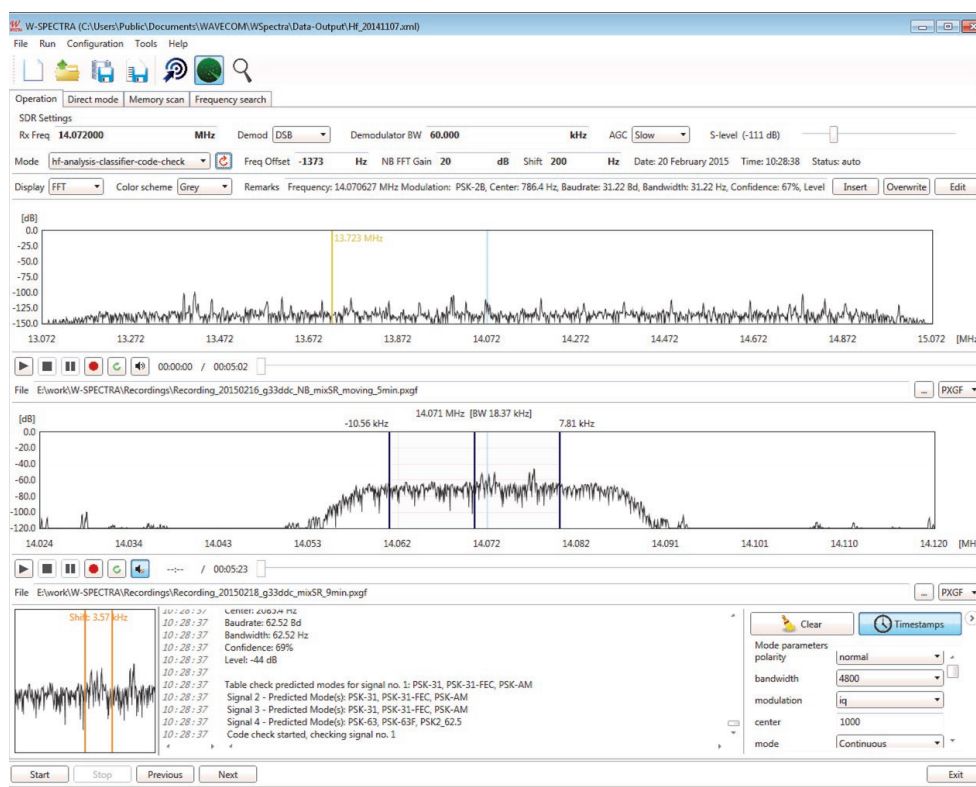 W-SPECTRA (C:\Users\Public\Documents\WAVECOM\WSpectra\Data-Output\Hf_20141107.xml)
File Run Configuration Tools Help
Operation Direct mode Memory scan Frequency search
SDR Settings
Rx Freq 14.072000 MHz Demod DSB Demodulator BW 60.000 kHz AGC Slow S-level (-111 dB)
Mode hf-analysis-classifier-code-check Freq Offset -1373 Hz NB FFT Gain 20 dB Shift 200 Hz Date: 20 February 2015 Time: 10:28:38 Status: auto
Display FFT Color scheme Grey Remarks Frequency: 14.070627 MHz Modulation: PSK-2B, Center: 786.4 Hz, Baudrate: 31.22 Bd, Bandwidth: 31.22 Hz, Confidence: 67%, Level Insert Overwrite Edit
[dB]
0.0
13.723 MHz
-25.0
-50.0
-75.0
-100.0
-125.0
-150.0
13.072 13.272 13.472 13.672 13.872 14.072 14.272 14.472 14.672 14.872 15.072 [MHz
00:00:00 / 00:05:02
File E:\work\W-SPECTRA\Recordings\Recording_20150216_g33ddc_NB_mixSR_moving_5min.pxgf ... PXGF
14.071 MHz [BW 18.37 kHz]
[dB]
-10.56 kHz 7.81 kHz
0.0
-20.0
-40.0
-60.0
-80.0
-100.0
-120.0
14.024 14.034 14.043 14.053 14.062 14.072 14.082 14.091 14.101 14.110 14.120 [MH
--:-- / 00:05:23
File E:\work\W-SPECTRA\Recordings\Recording_20150218_g33ddc_mixSR_9min.pxgf ... PXGF
Shift: 3.57 kHz
10:28:37 Center: 2085.4 Hz
10:28:37 Baudrate: 62.52 Bd
10:28:37 Bandwidth: 62.52 Hz
10:28:37 Confidence: 69%
10:28:37 Level: -44 dB
10:28:37
10:28:37 Table check predicted modes for signal no. 1: PSK-31, PSK-31-FEC, PSK-AM
10:28:37 Signal 2 - Predicted Mode(s): PSK-31, PSK-31-FEC, PSK-AM
10:28:37 Signal 3 - Predicted Mode(s): PSK-31, PSK-31-FEC, PSK-AM
10:28:37 Signal 4 - Predicted Mode(s): PSK-63, PSK-63F, PSK2_62.5
10:28:37 Code check started, checking signal no. 1
Clear Timestamps
Mode parameters
polarity normal
bandwidth 4800
modulation iq
center 1000
mode Continuous
Start Stop Previous Next Exit